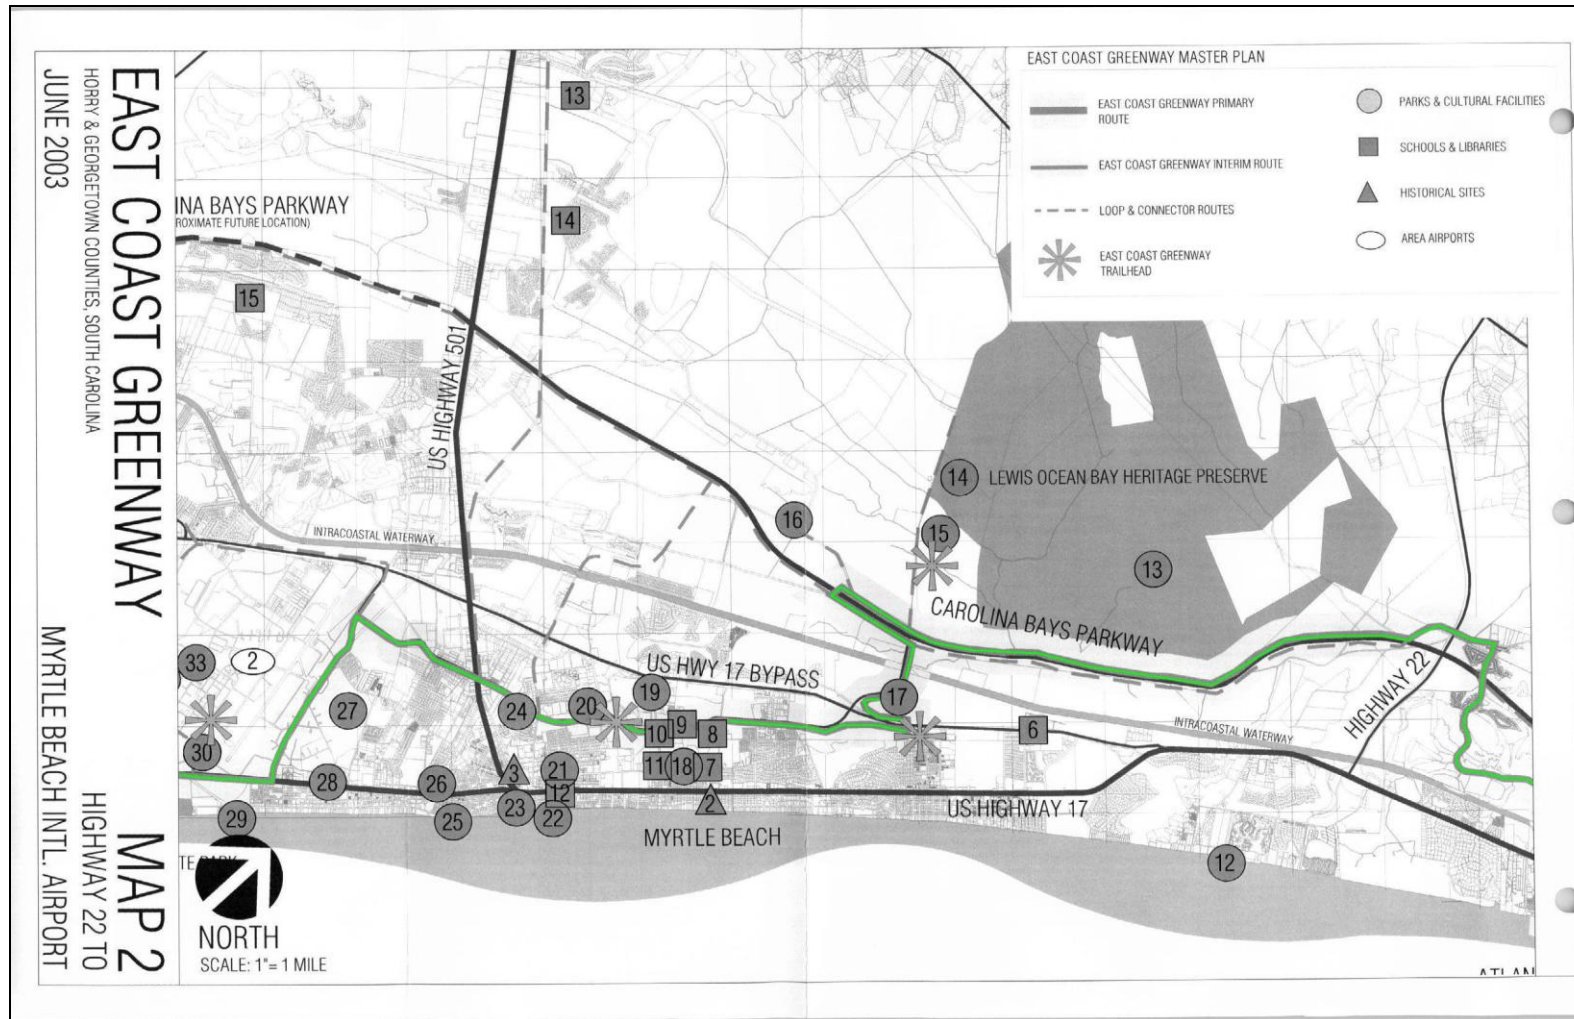 EAST COAST GREENWAY
HORRY & GEORGETOWN COUNTIES, SOUTH CAROLINA
JUNE 2003
MAP 2
HIGHWAY 22 TO
MYRTLE BEACH INTL. AIRPORT
EAST COAST GREENWAY MASTER PLAN
EAST COAST GREENWAY PRIMARY
ROUTE
EAST COAST GREENWAY INTERIM ROUTE
LOOP & CONNECTOR ROUTES
EAST COAST GREENWAY
TRAILHEAD
PARKS & CULTURAL FACILITIES
SCHOOLS & LIBRARIES
HISTORICAL SITES
AREA AIRPORTS
13
14
INA BAYS PARKWAY
ROXIMATE FUTURE LOCATION)
15
US HIGHWAY 501
14
LEWIS OCEAN BAY HERITAGE PRESERVE
16
15
INTRACOASTAL WATERWAY
13
CAROLINA BAYS PARKWAY
33
2
US HWY 17 BYPASS
HIGHWAY 22
19
17
27
24
20
9
10
8
6
INTRACOASTAL WATERWAY
30
28
26
3
21
11
18
7
12
2
US HIGHWAY 17
29
25
23
22
MYRTLE BEACH
12
TE PARK
NORTH
SCALE: 1"= 1 MILE
ATLAN